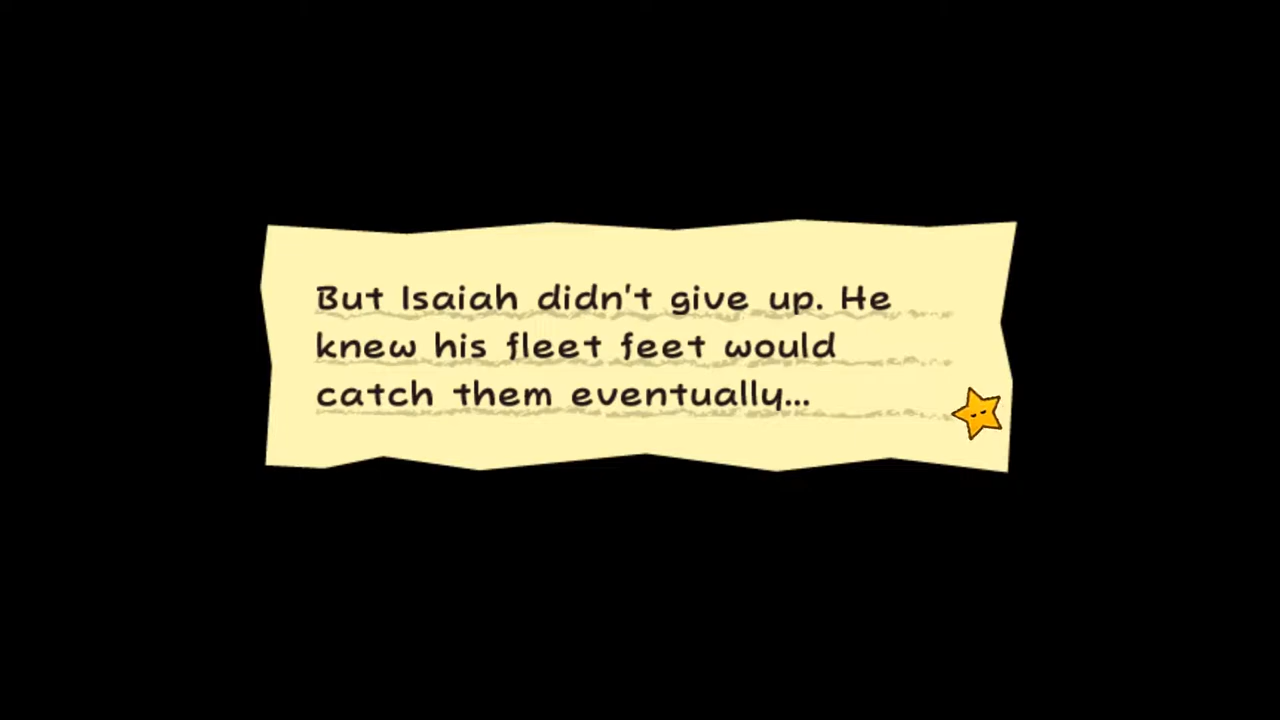 But Isaiah didn't give up. He
knew his fleet feet would
catch them eventually...